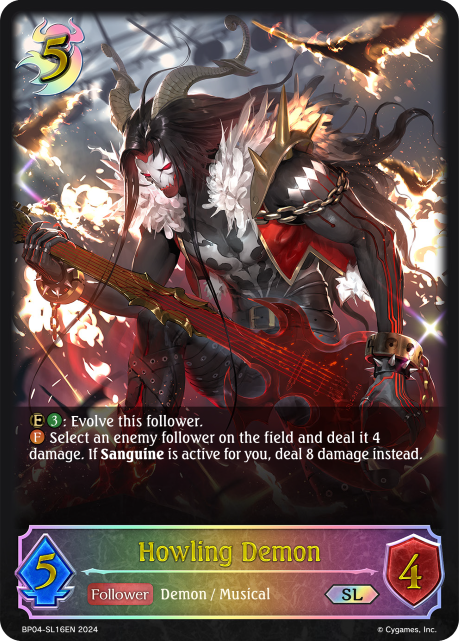 5
E 3: Evolve this follower.
F Select an enemy follower on the field and deal it 4
damage. If Sanguine is active for you, deal 8 damage instead.
Howling Demon
5
Follower Demon / Musical
SL
4
BP04-SL16EN 2024
© Cygames, Inc.